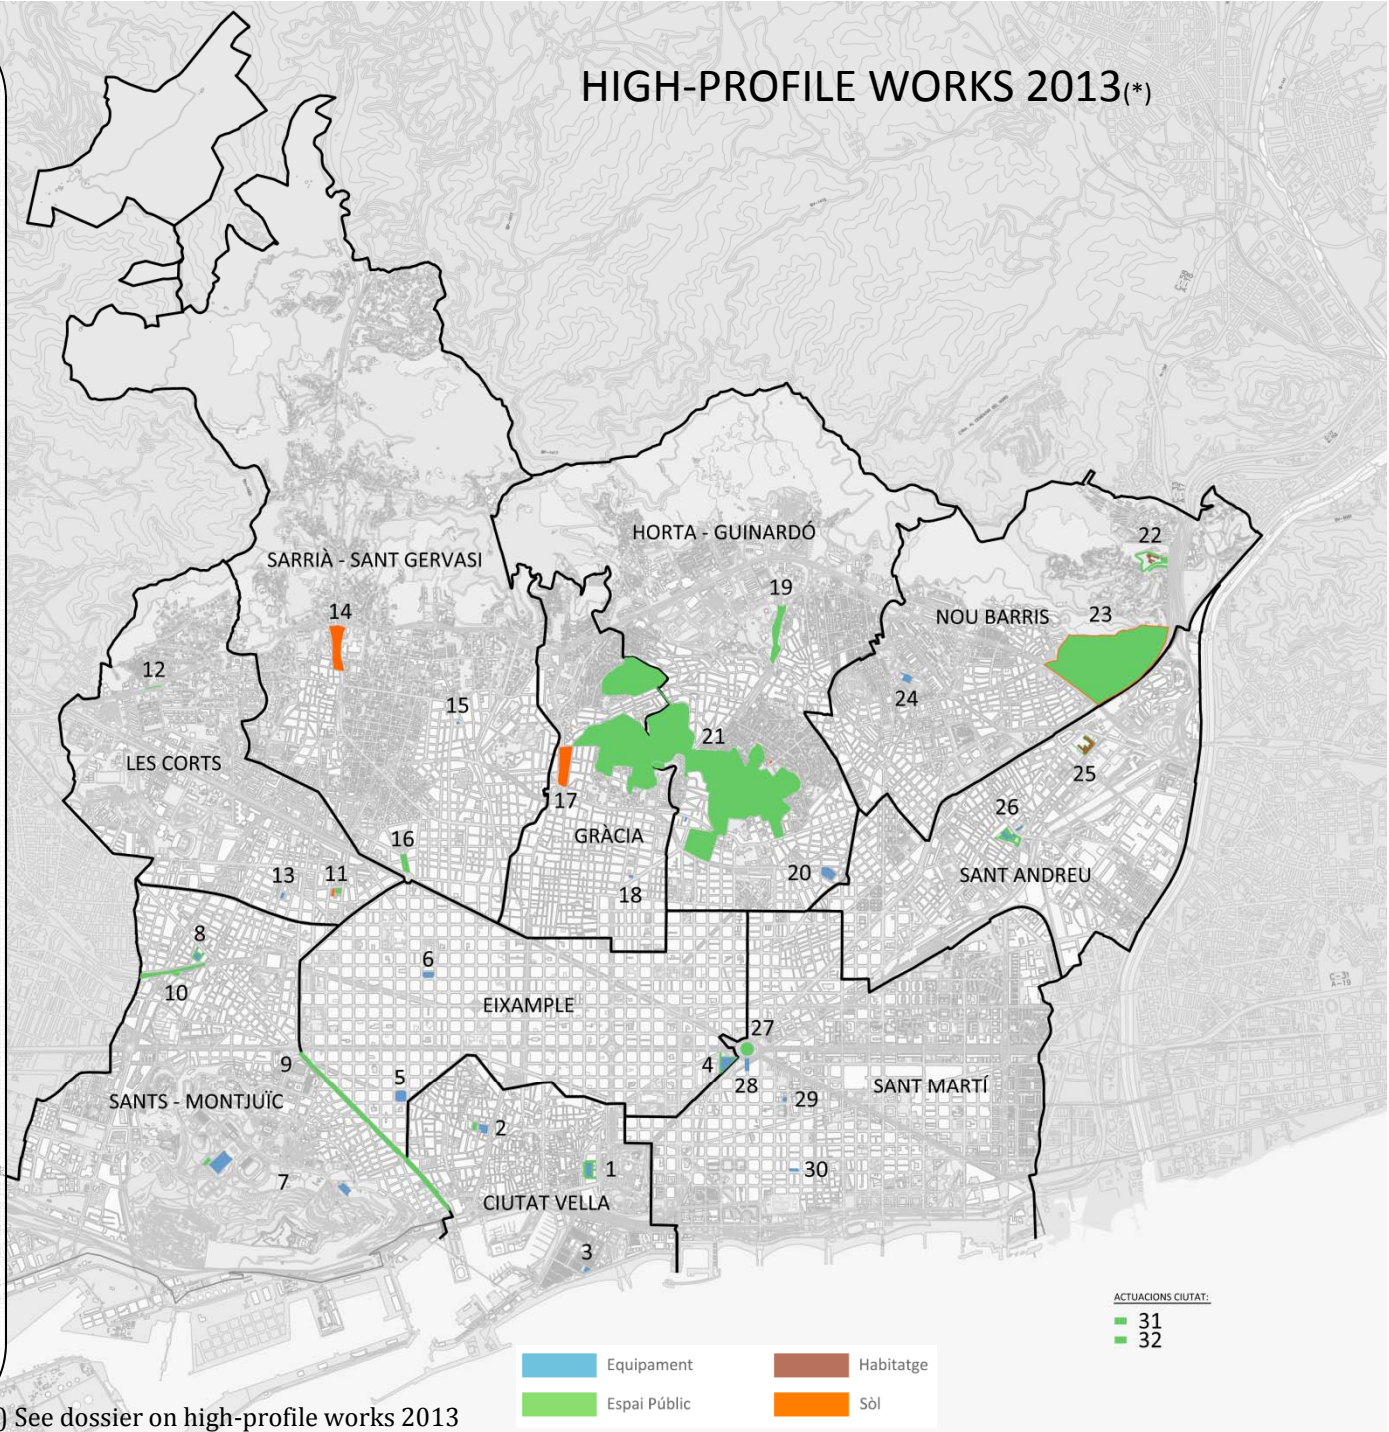 HIGH-PROFILE WORKS 2013(*)
HORTA - GUINARDÓ
22
SARRIÀ - SANT GERVASI
19
14
NOU BARRIS
23
12
24
15
21
LES CORTS
25
17
26
16
GRÀCIA
13
11
20
SANT ANDREU
18
8
6
10
EIXAMPLE
27
9
4
5
28
SANT MARTÍ
SANTS - MONTJUÏC
29
2
1
30
7
CIUTAT VELLA
3
ACTUACIONS CIUTAT:
31
32
Equipament
Habitatge
Espai Públic
Sòl
) See dossier on high-profile works 2013